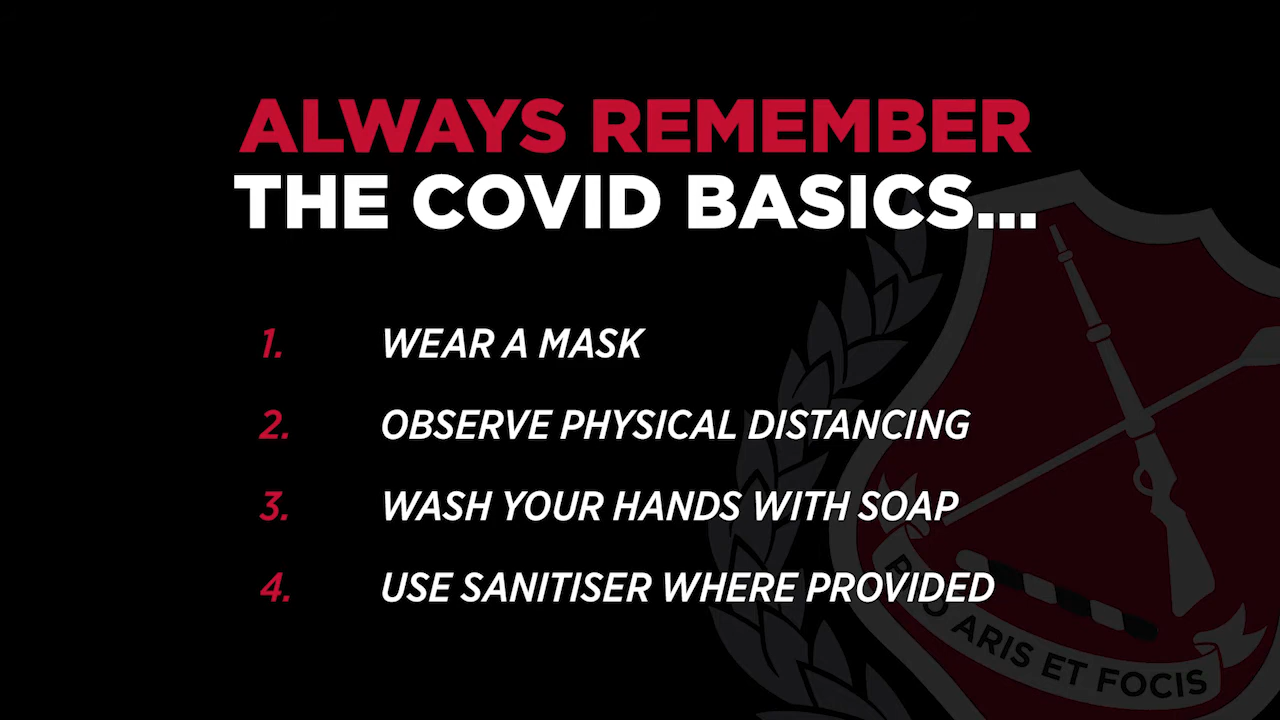 ALWAYS REMEMBER
THE COVID BASICS...
1. WEAR A MASK
2. OBSERVE PHYSICAL DISTANCING
3. WASH YOUR HANDS WITH SOAP
4. USE SANITISER WHERE PROVIDED
PRO ARIS ET FOCIS